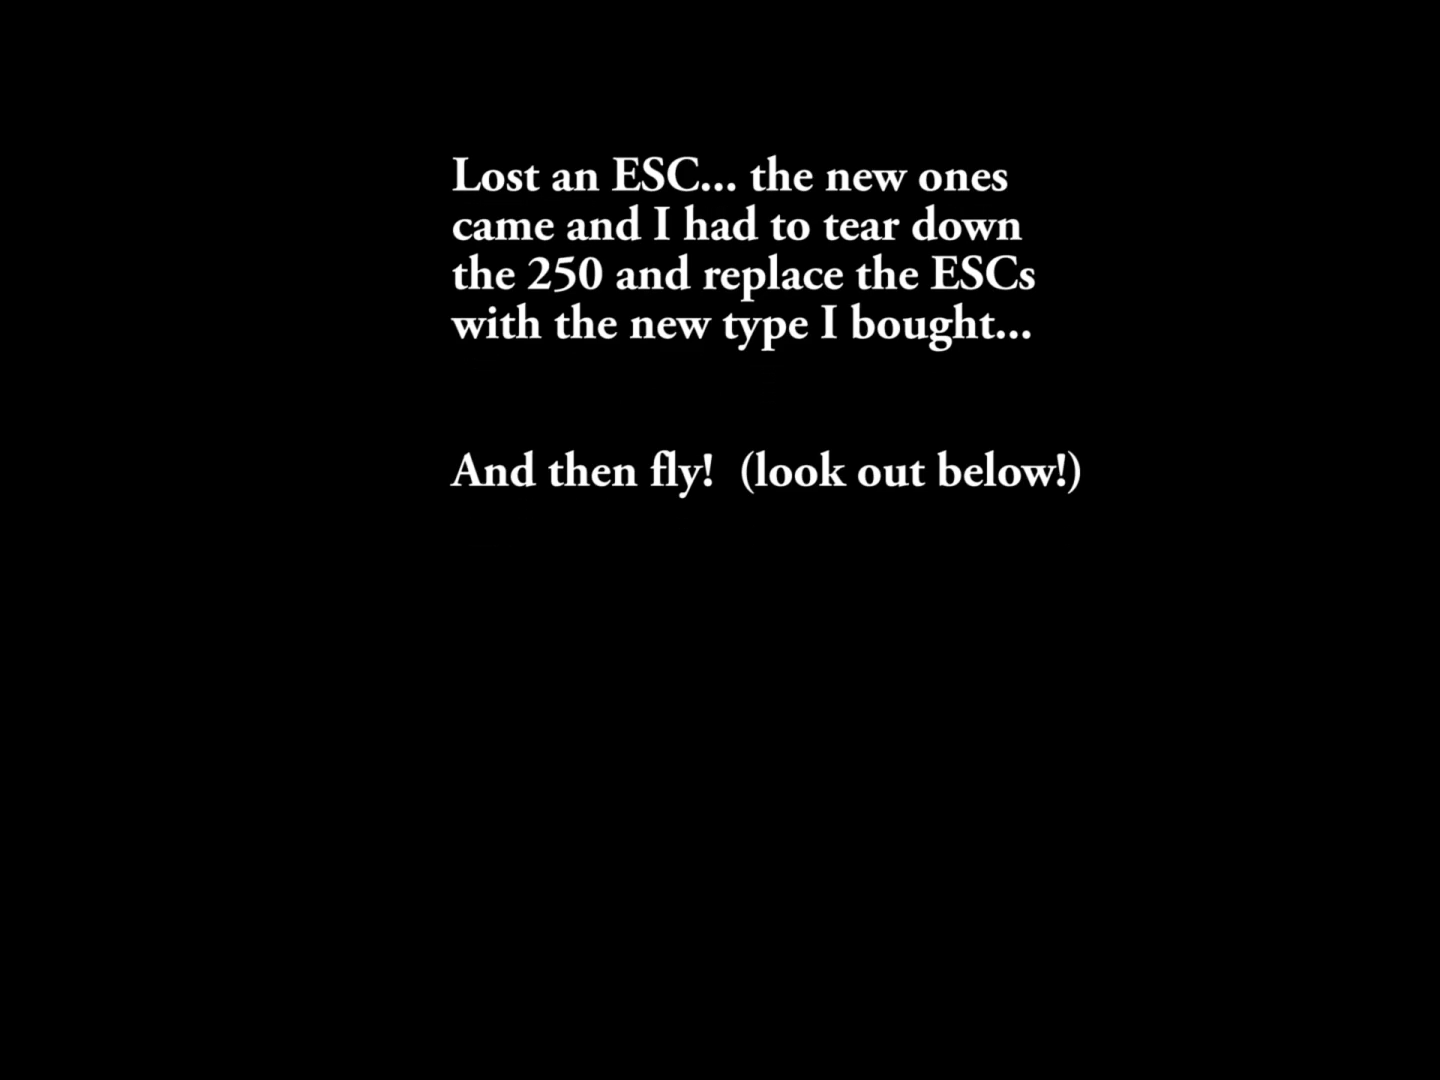 Lost an ESC... the new ones
came and I had to tear down
the 250 and replace the ESCs
with the new type I bought...
And then fly!  (look out below!)